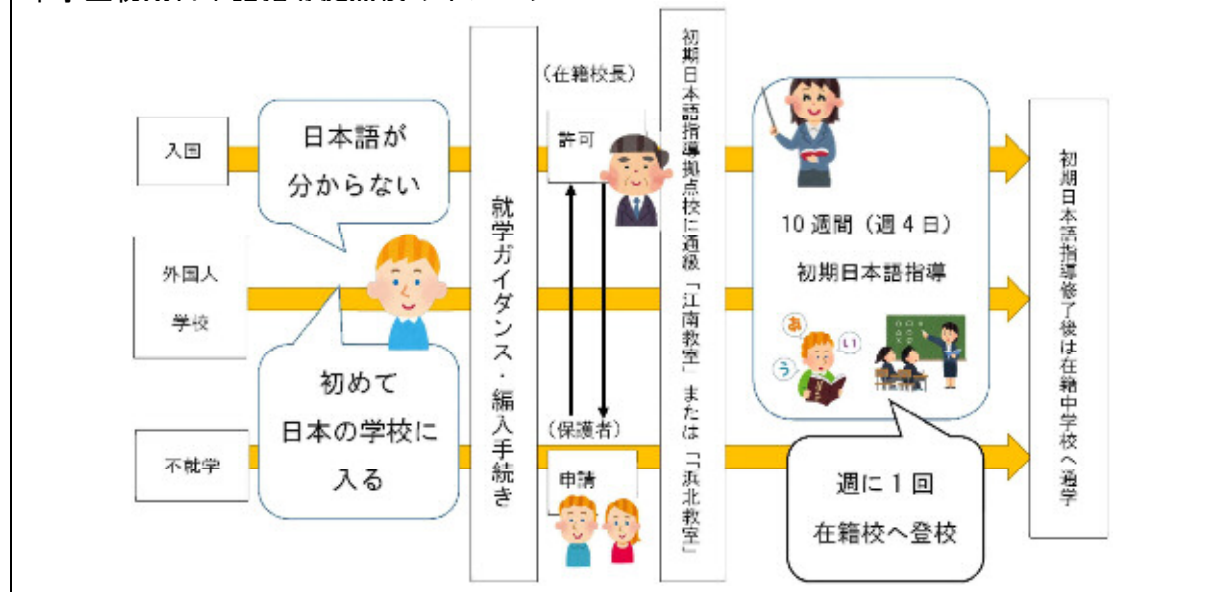 入国
外国人
学校
不就学
日本語が
分からない
初めて
日本の学校に
入る
就学ガイダンス・編入手続き
（在籍校長）
許可
（保護者）
申請
初期日本語指導拠点校に通級「江南教室」または「「浜北教室」
10週間（週4日）
初期日本語指導
あ
い
う
週に1回
在籍校へ登校
初期日本語指導修了後は在籍中学校へ通学